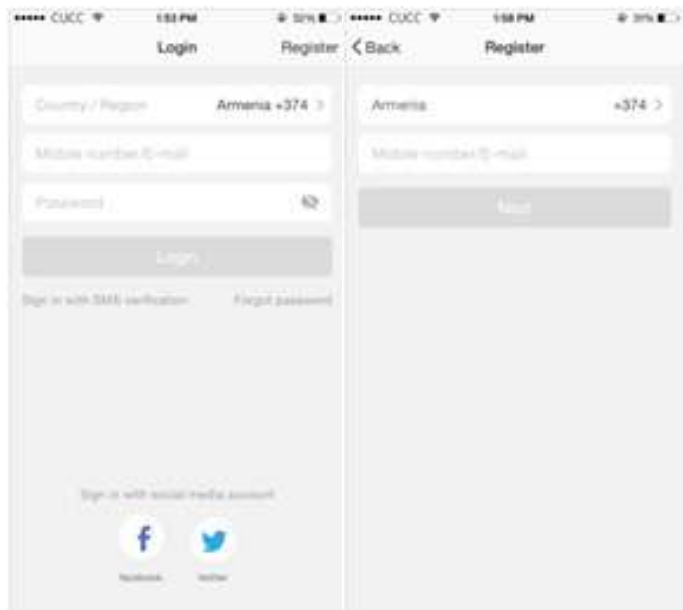 CUCC 1:53 PM
Login Register
Country / Region Armenia +374
Mobile number/E-mail
Password
Login
Sign in with SMS verification Forgot password
Sign in with social media account
facebook twitter
CUCC 1:58 PM
Back Register
Armenia +374
Mobile number/E-mail
Next